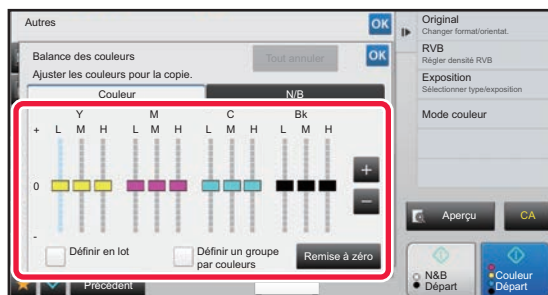 Autres
OK
Balance des couleurs
Tout annuler
OK
Ajuster les couleurs pour la copie.
Couleur
N/B
Y M C Bk
+ L M H L M H L M H L M H
0
+
−
-
Définir en lot
Définir un groupe
par couleurs
Remise à zéro
Précédent
Original
Changer format/orientat.
RVB
Régler densité RVB
Exposition
Sélectionner type/exposition
Mode couleur
Aperçu
CA
N&B
Départ
Couleur
Départ